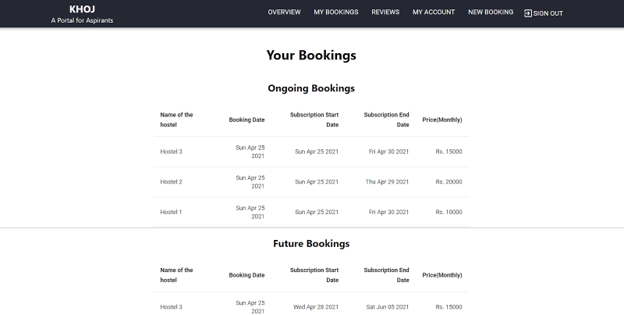 KHOJ
A Portal for Aspirants
OVERVIEW MY BOOKINGS REVIEWS MY ACCOUNT NEW BOOKING SIGN OUT
Your Bookings
Ongoing Bookings
Name of the hostel Booking Date Subscription Start Date Subscription End Date Price(Monthly)
Hostel 3 Sun Apr 25 2021 Sun Apr 25 2021 Fri Apr 30 2021 Rs. 15000
Hostel 2 Sun Apr 25 2021 Sun Apr 25 2021 Thu Apr 29 2021 Rs. 20000
Hostel 1 Sun Apr 25 2021 Sun Apr 25 2021 Fri Apr 30 2021 Rs. 10000
Future Bookings
Name of the hostel Booking Date Subscription Start Date Subscription End Date Price(Monthly)
Hostel 3 Sun Apr 25 2021 Wed Apr 28 2021 Sat Jun 05 2021 Rs. 15000